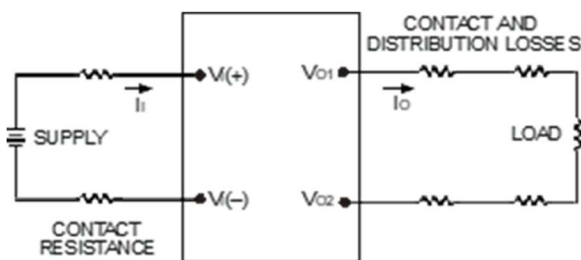 CONTACT AND
DISTRIBUTION LOSSES
VI(+)
VO1
II
IO
SUPPLY
LOAD
VI(–)
VO2
CONTACT
RESISTANCE